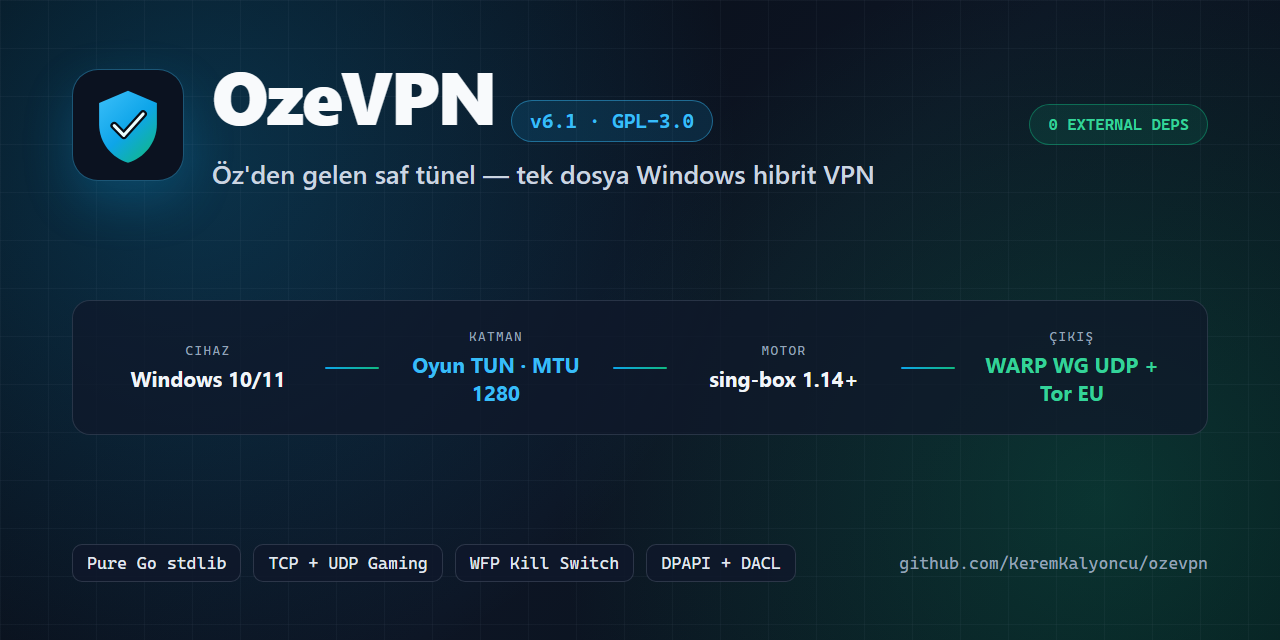 OzeVPN
v6.1 · GPL-3.0
0 EXTERNAL DEPS
Öz'den gelen saf tünel — tek dosya Windows hibrit VPN
CIHAZ
Windows 10/11
KATMAN
Oyun TUN · MTU
1280
MOTOR
sing-box 1.14+
ÇIKIŞ
WARP WG UDP +
Tor EU
Pure Go stdlib
TCP + UDP Gaming
WFP Kill Switch
DPAPI + DACL
github.com/KeremKalyoncu/ozevpn